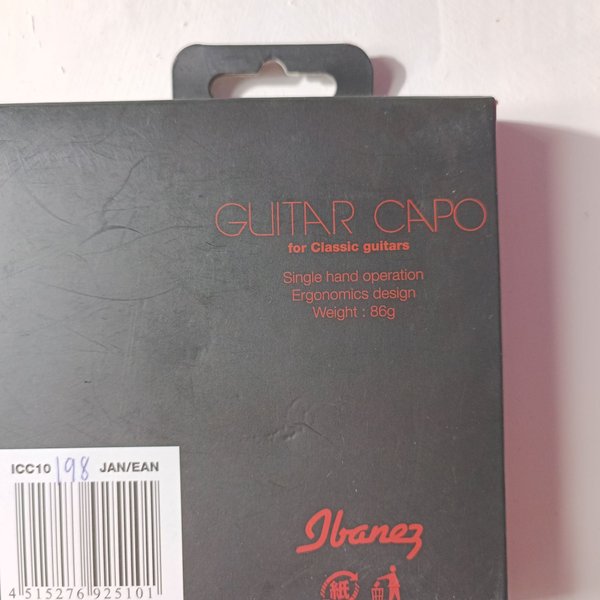 GUITAR CAPO
for Classic guitars
Single hand operation
Ergonomics design
Weight : 86g
ICC10 198 JAN/EAN
4 515276 925101
Ibanez
紙